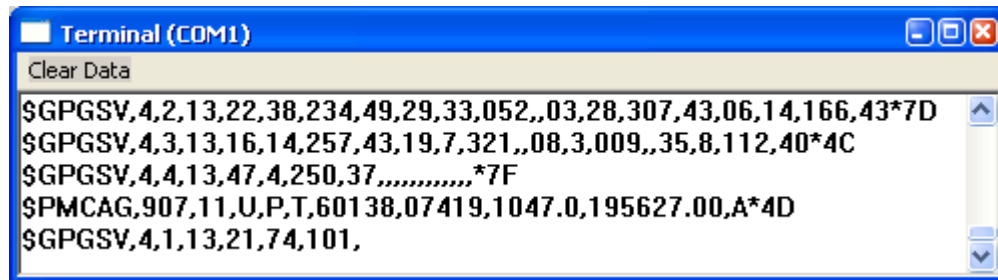 Terminal (COM1)
Clear Data
$GPGSV,4,2,13,22,38,234,49,29,33,052,,03,28,307,43,06,14,166,43*7D
$GPGSV,4,3,13,16,14,257,43,19,7,321,,08,3,009,,35,8,112,40*4C
$GPGSV,4,4,13,47,4,250,37,,,,,,,,,,,,*7F
$PMCAG,907,11,U,P,T,60138,07419,1047.0,195627.00,A*4D
$GPGSV,4,1,13,21,74,101,